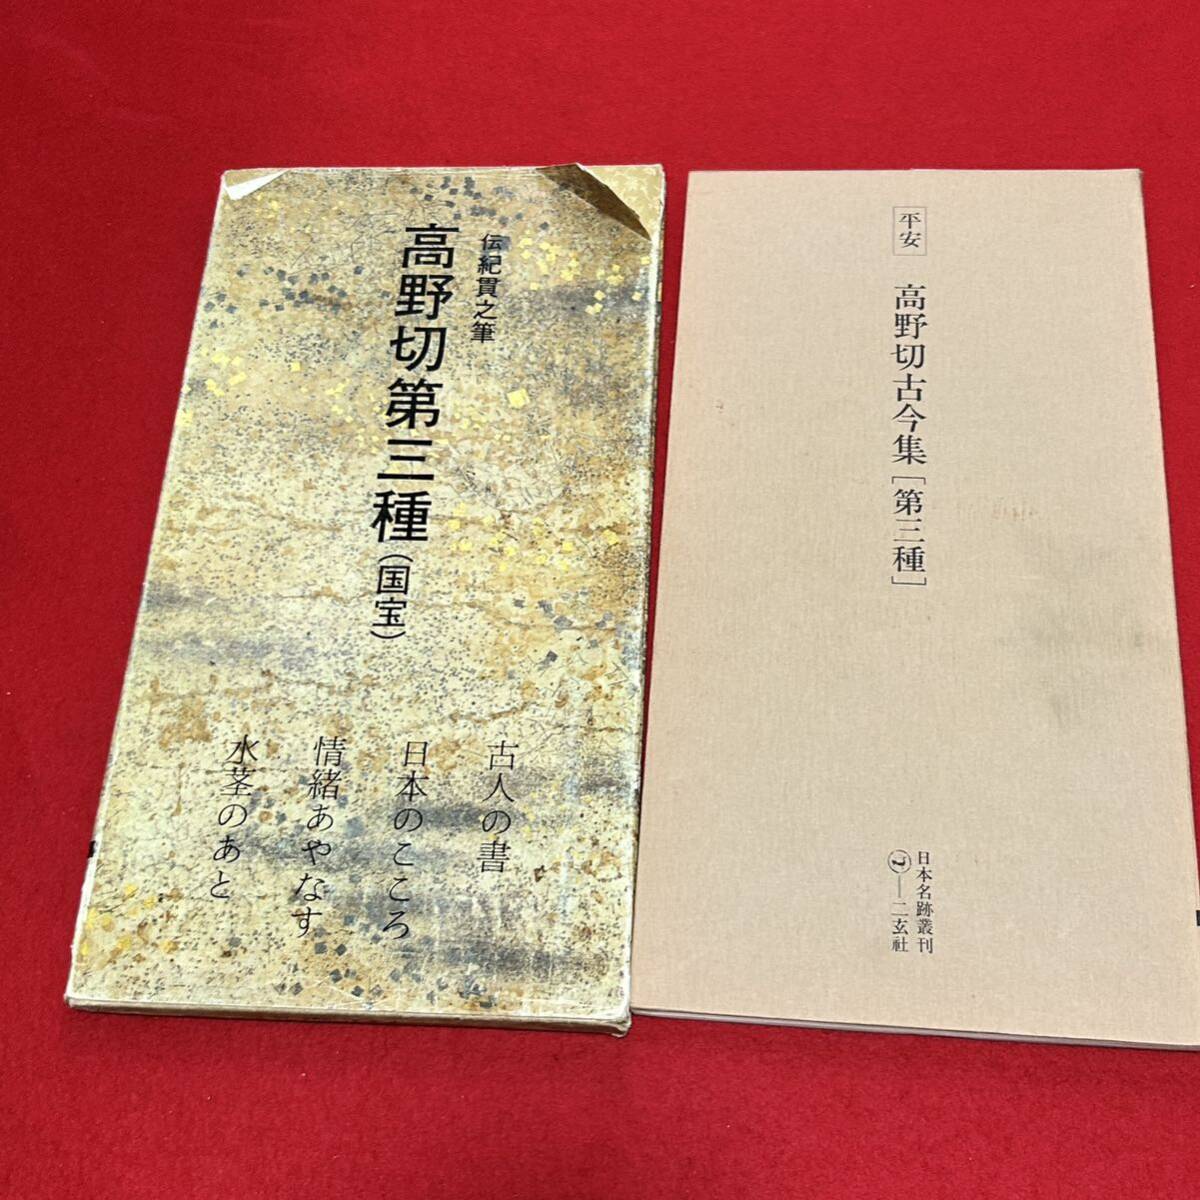 伝紀貫之筆
高野切第三種(国宝)
古人の書
日本のこころ
情緒あやなす
水茎のあと
平安
高野切古今集[第三種]
日本名跡叢刊
二玄社